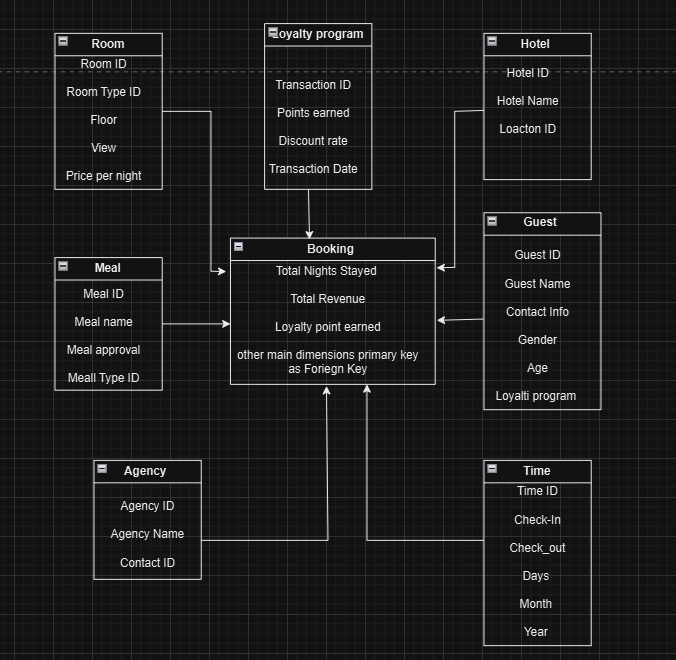 Room
Room ID
Room Type ID
Floor
View
Price per night
Loyalty program
Transaction ID
Points earned
Discount rate
Transaction Date
Hotel
Hotel ID
Hotel Name
Loacton ID
Meal
Meal ID
Meal name
Meal approval
Meall Type ID
Booking
Total Nights Stayed
Total Revenue
Loyalty point earned
other main dimensions primary key
as Foriegn Key
Guest
Guest ID
Guest Name
Contact Info
Gender
Age
Loyalti program
Agency
Agency ID
Agency Name
Contact ID
Time
Time ID
Check-In
Check_out
Days
Month
Year